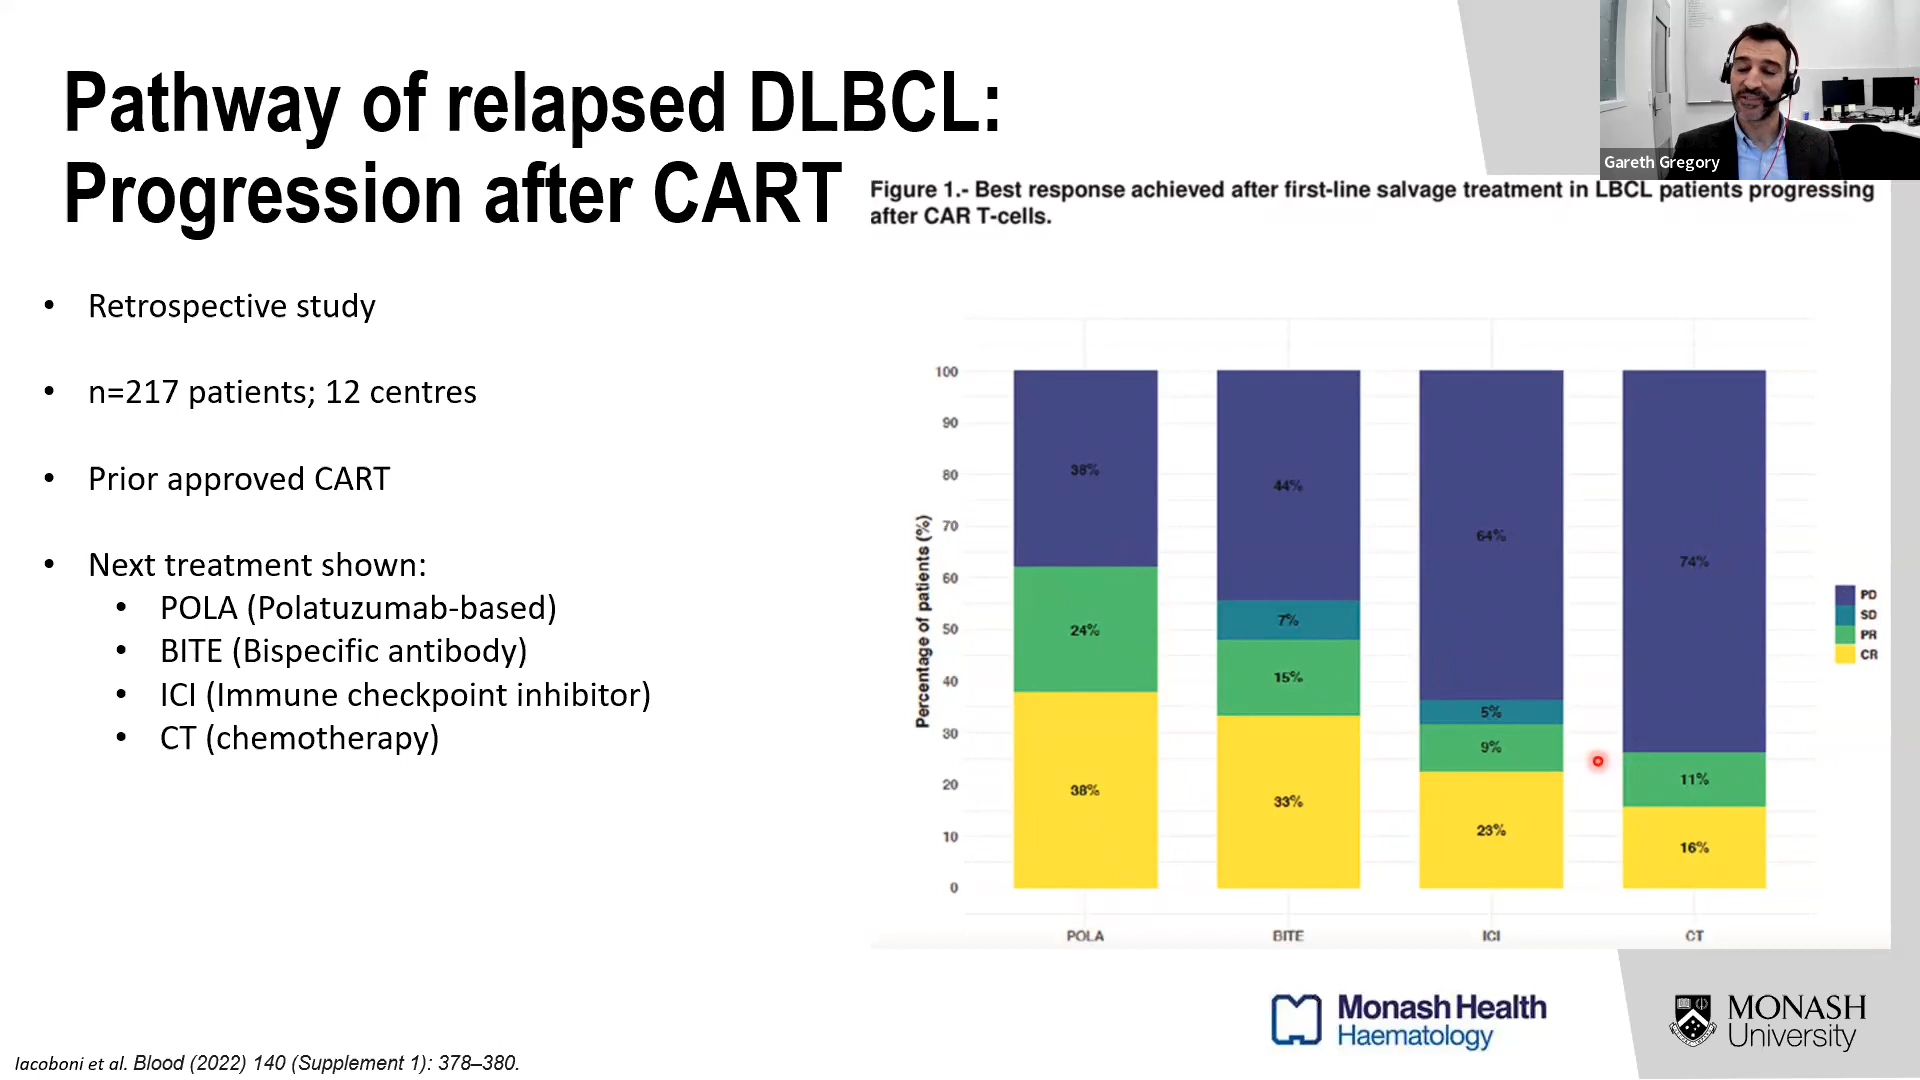 Pathway of relapsed DLBCL:
Progression after CART
Gareth Gregory
Figure 1.- Best response achieved after first-line salvage treatment in LBCL patients progressing
after CAR T-cells.
• Retrospective study
• n=217 patients; 12 centres
• Prior approved CART
• Next treatment shown:
• POLA (Polatuzumab-based)
• BITE (Bispecific antibody)
• ICI (Immune checkpoint inhibitor)
• CT (chemotherapy)
Percentage of patients (%)
100
90
80
70
60
50
40
30
20
10
0
38%
24%
38%
44%
7%
15%
33%
64%
5%
9%
23%
74%
11%
16%
POLA
BITE
ICI
CT
PD
SD
PR
CR
Monash Health
Haematology
MONASH
University
Iacoboni et al. Blood (2022) 140 (Supplement 1): 378–380.